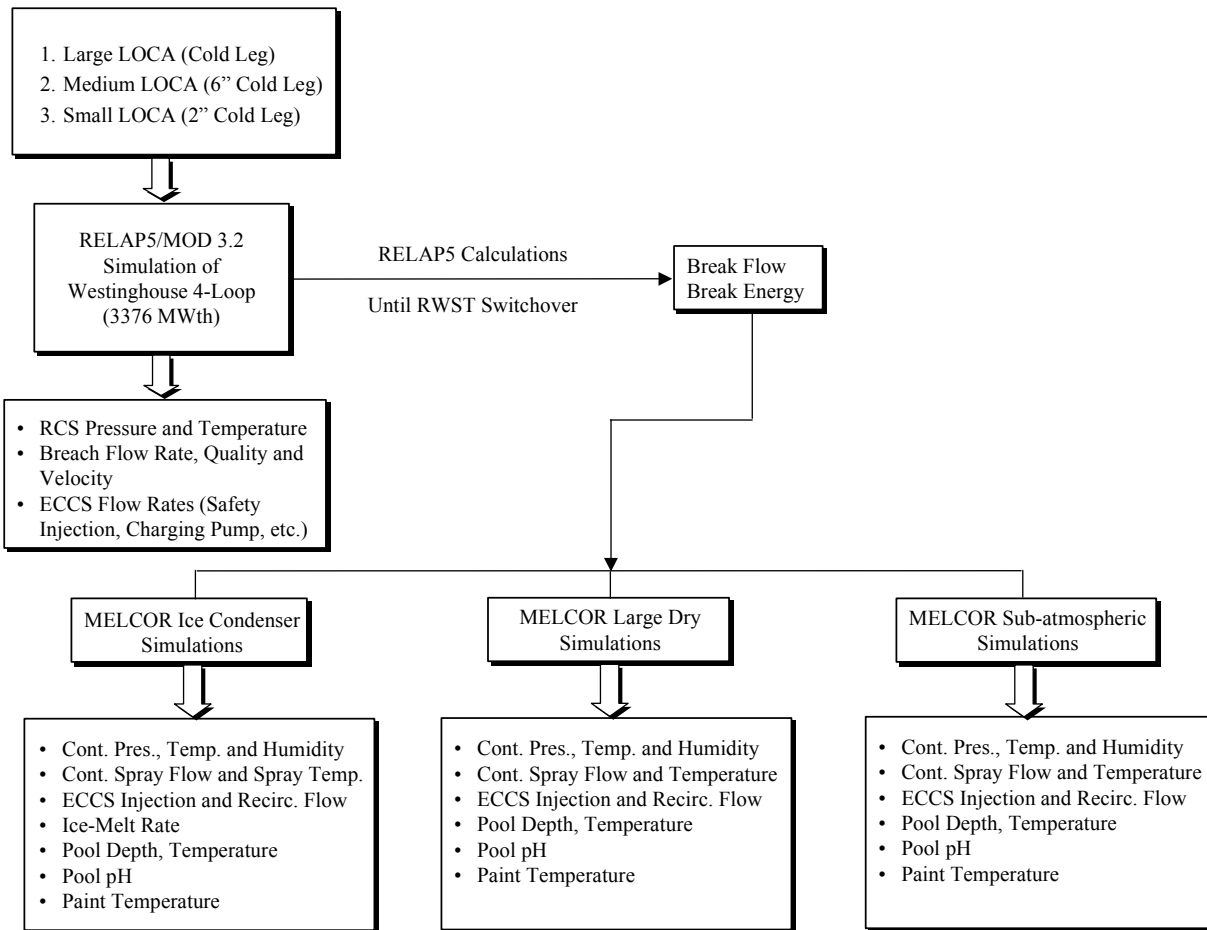 1. Large LOCA (Cold Leg)
2. Medium LOCA (6” Cold Leg)
3. Small LOCA (2” Cold Leg)
RELAP5/MOD 3.2
Simulation of
Westinghouse 4-Loop
(3376 MWth)
RELAP5 Calculations
Until RWST Switchover
Break Flow
Break Energy
• RCS Pressure and Temperature
• Breach Flow Rate, Quality and
Velocity
• ECCS Flow Rates (Safety
Injection, Charging Pump, etc.)
MELCOR Ice Condenser
Simulations
MELCOR Large Dry
Simulations
MELCOR Sub-atmospheric
Simulations
• Cont. Pres., Temp. and Humidity
• Cont. Spray Flow and Spray Temp.
• ECCS Injection and Recirc. Flow
• Ice-Melt Rate
• Pool Depth, Temperature
• Pool pH
• Paint Temperature
• Cont. Pres., Temp. and Humidity
• Cont. Spray Flow and Temperature
• ECCS Injection and Recirc. Flow
• Pool Depth, Temperature
• Pool pH
• Paint Temperature
• Cont. Pres., Temp. and Humidity
• Cont. Spray Flow and Temperature
• ECCS Injection and Recirc. Flow
• Pool Depth, Temperature
• Pool pH
• Paint Temperature